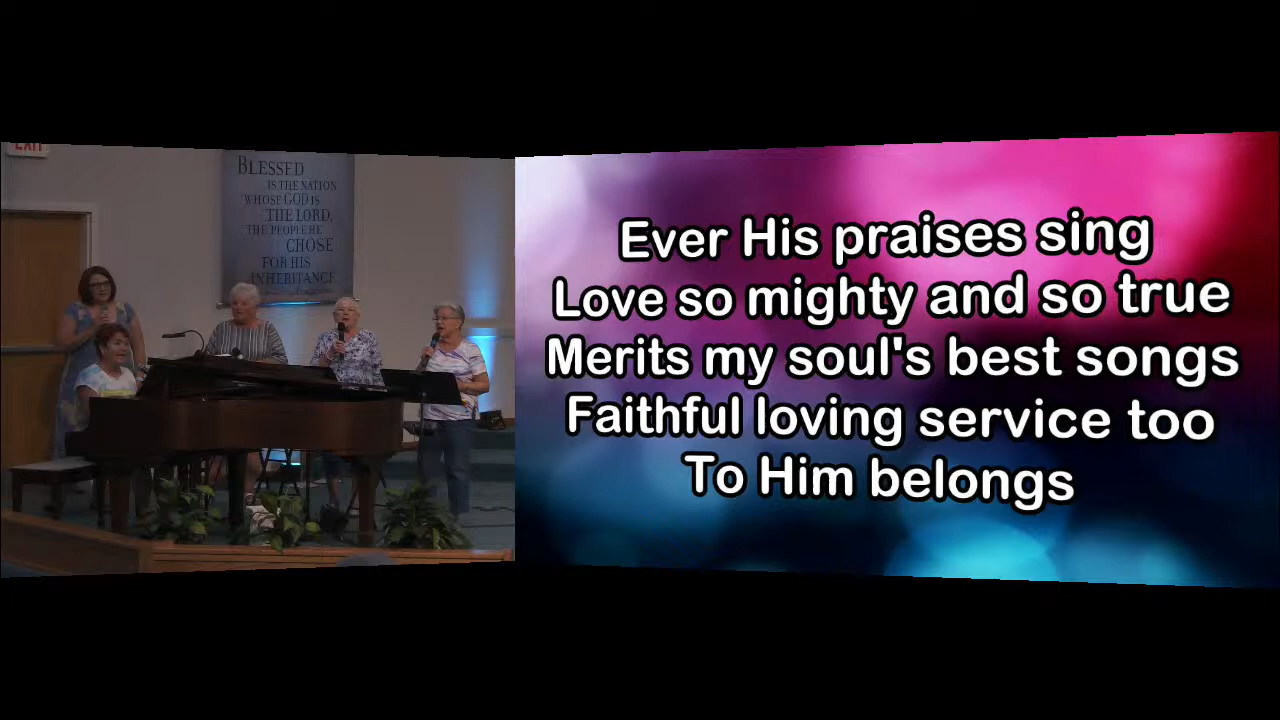 EXIT
BLESSED
IS THE NATION
WHOSE GOD IS
THE LORD,
THE PEOPLE HE
CHOSE
FOR HIS
INHERITANCE
Ever His praises sing
Love so mighty and so true
Merits my soul's best songs
Faithful loving service too
To Him belongs